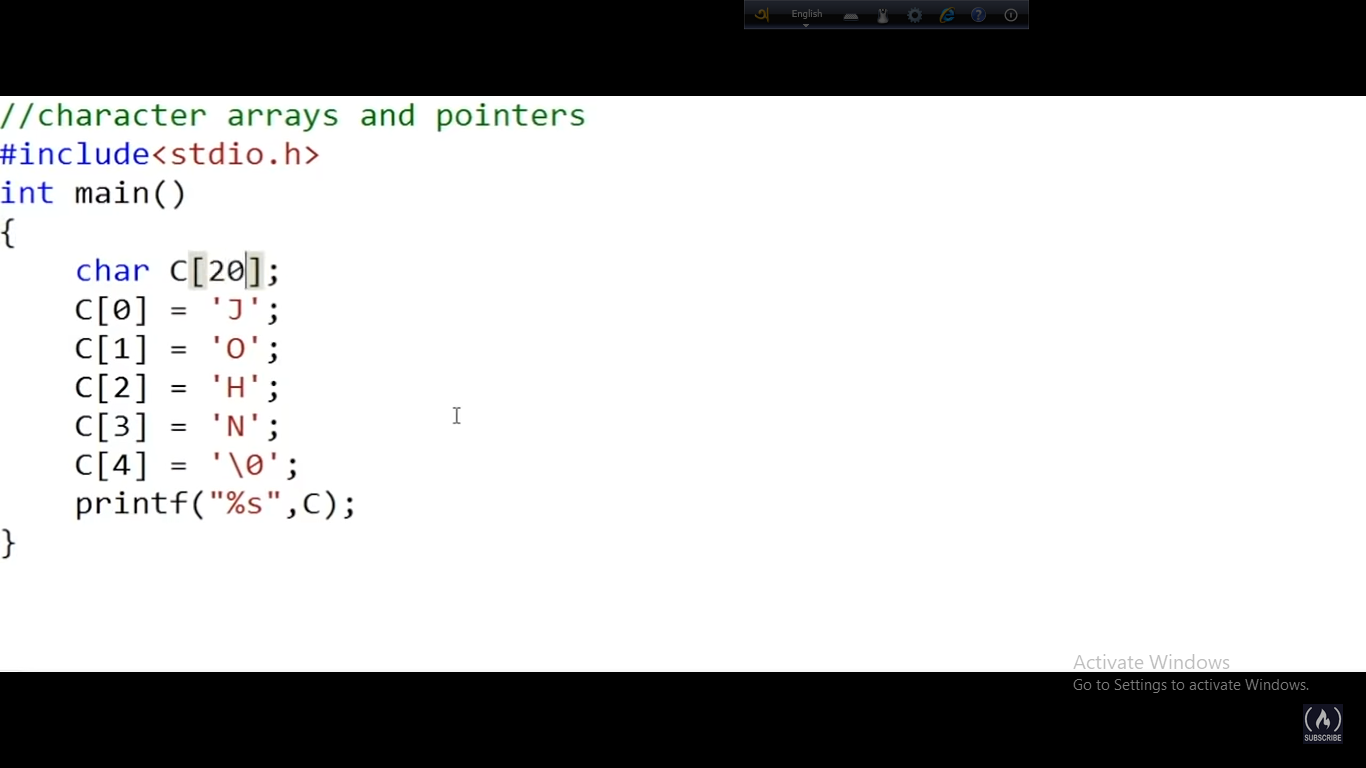 English
//character arrays and pointers
#include<stdio.h>
int main()
{
    char C[20];
    C[0] = 'J';
    C[1] = 'O';
    C[2] = 'H';
    C[3] = 'N';
    C[4] = '\0';
    printf("%s",C);
}
Activate Windows
Go to Settings to activate Windows.
SUBSCRIBE